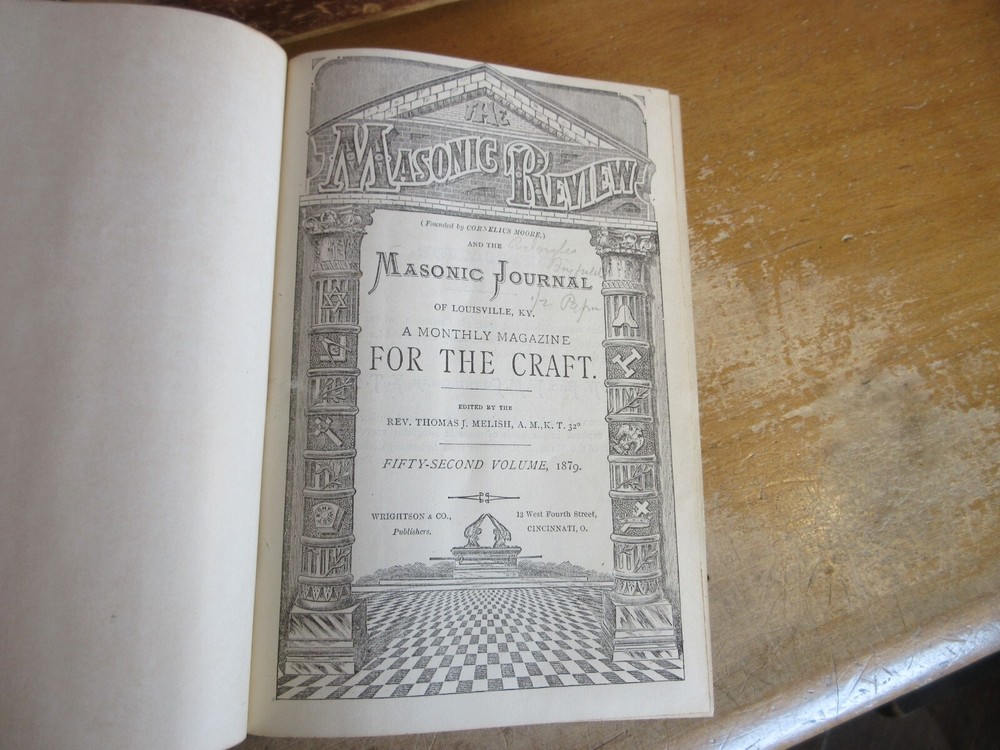 THE
MASONIC REVIEW
(Founded by CORNELIUS MOORE,)
AND THE
MASONIC JOURNAL
OF LOUISVILLE, KY.
A MONTHLY MAGAZINE
FOR THE CRAFT.
EDITED BY THE
REV. THOMAS J. MELISH, A. M., K. T. 32°
FIFTY-SECOND VOLUME, 1879.
WRIGHTSON & CO.,
Publishers.
13 West Fourth Street,
CINCINNATI, O.